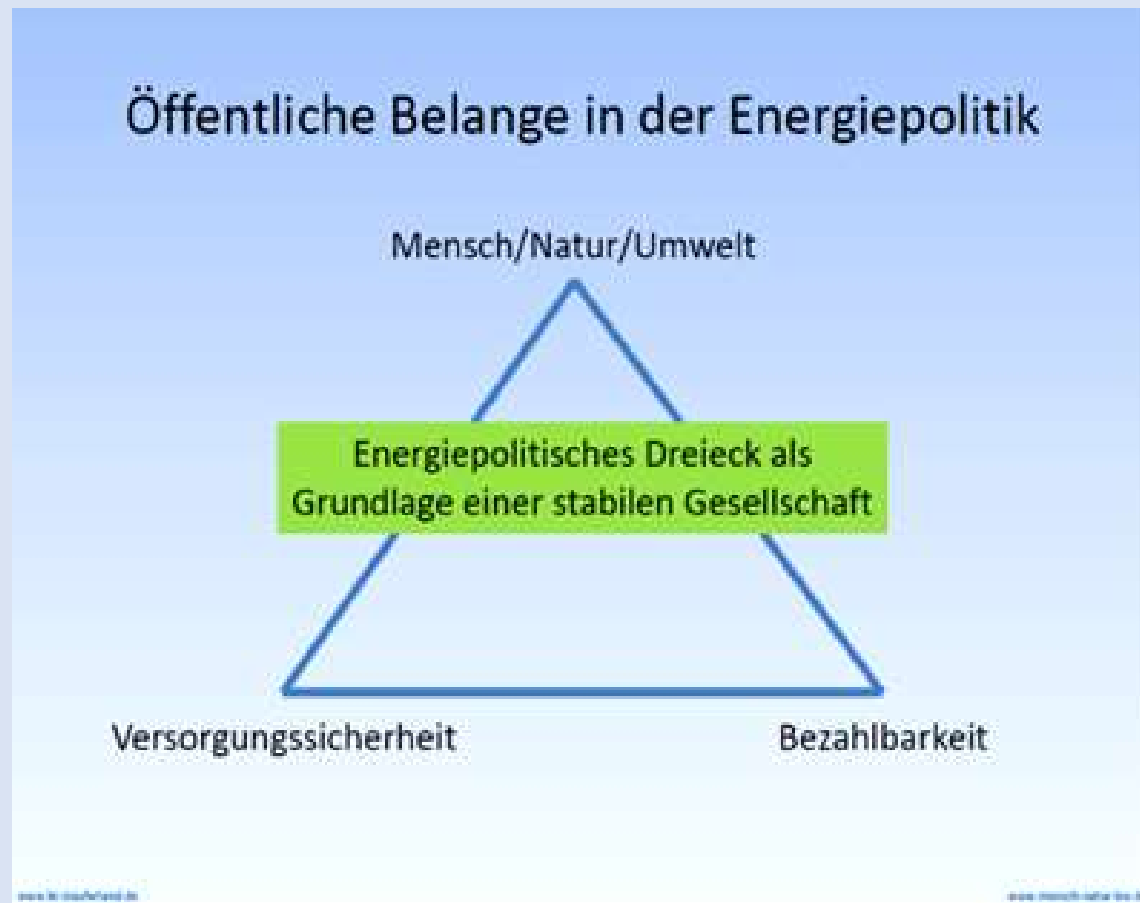 Öffentliche Belange in der Energiepolitik
Mensch/Natur/Umwelt
Energiepolitisches Dreieck als
Grundlage einer stabilen Gesellschaft
Versorgungssicherheit
Bezahlbarkeit